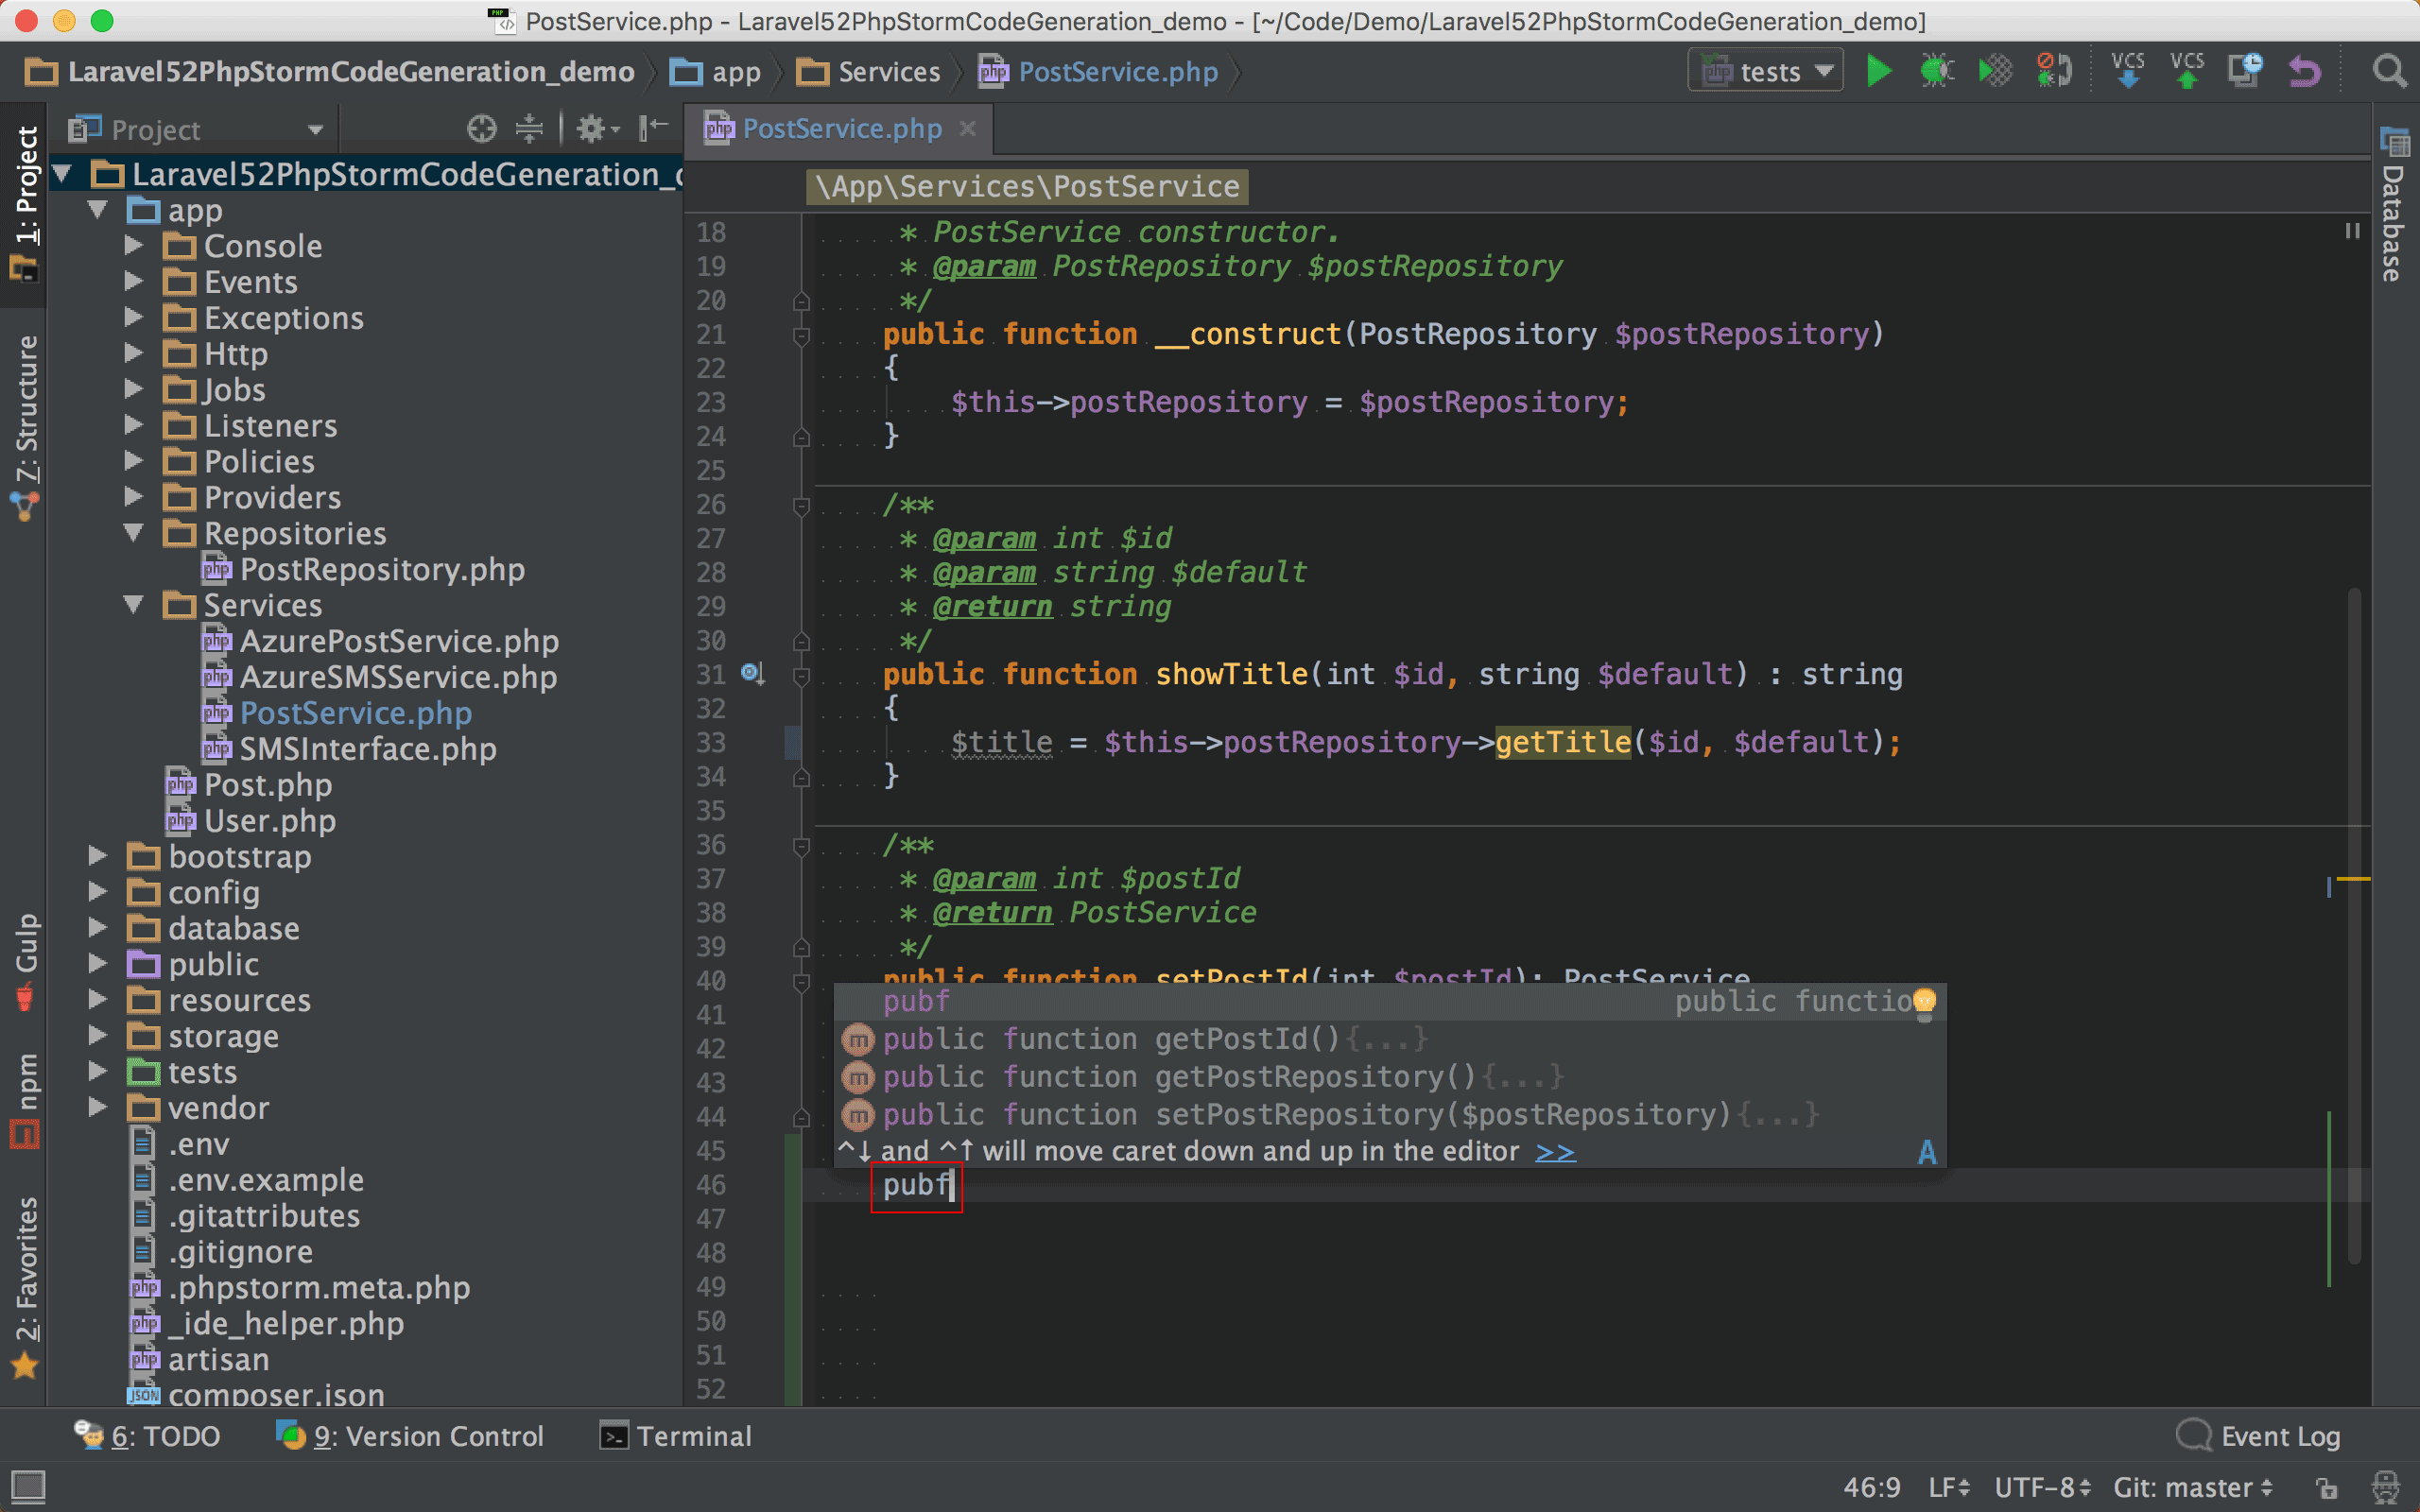 PostService.php - Laravel52PhpStormCodeGeneration_demo - [~/Code/Demo/Laravel52PhpStormCodeGeneration_demo]
Laravel52PhpStormCodeGeneration_demo app Services PostService.php tests VCS VCS
1: Project
7: Structure
Gulp
npm
2: Favorites
Project
Laravel52PhpStormCodeGeneration_
app
Console
Events
Exceptions
Http
Jobs
Listeners
Policies
Providers
Repositories
PostRepository.php
Services
AzurePostService.php
AzureSMSService.php
PostService.php
SMSInterface.php
Post.php
User.php
bootstrap
config
database
public
resources
storage
tests
vendor
.env
.env.example
.gitattributes
.gitignore
.phpstorm.meta.php
_ide_helper.php
artisan
composer.json
PostService.php
\App\Services\PostService
18 * PostService constructor.
19 * @param PostRepository $postRepository
20 */
21 public function __construct(PostRepository $postRepository)
22 {
23 $this->postRepository = $postRepository;
24 }
25
26 /**
27 * @param int $id
28 * @param string $default
29 * @return string
30 */
31 public function showTitle(int $id, string $default) : string
32 {
33 $title = $this->postRepository->getTitle($id, $default);
34 }
35
36 /**
37 * @param int $postId
38 * @return PostService
39 */
40 public function setPostId(int $postId): PostService
41 pubf public functio
42 public function getPostId(){...}
43 public function getPostRepository(){...}
44 public function setPostRepository($postRepository){...}
45 ^↓ and ^↑ will move caret down and up in the editor >>
46 pubf
47
48
49
50
51
52
Database
6: TODO 9: Version Control Terminal Event Log
46:9 LF UTF-8 Git: master